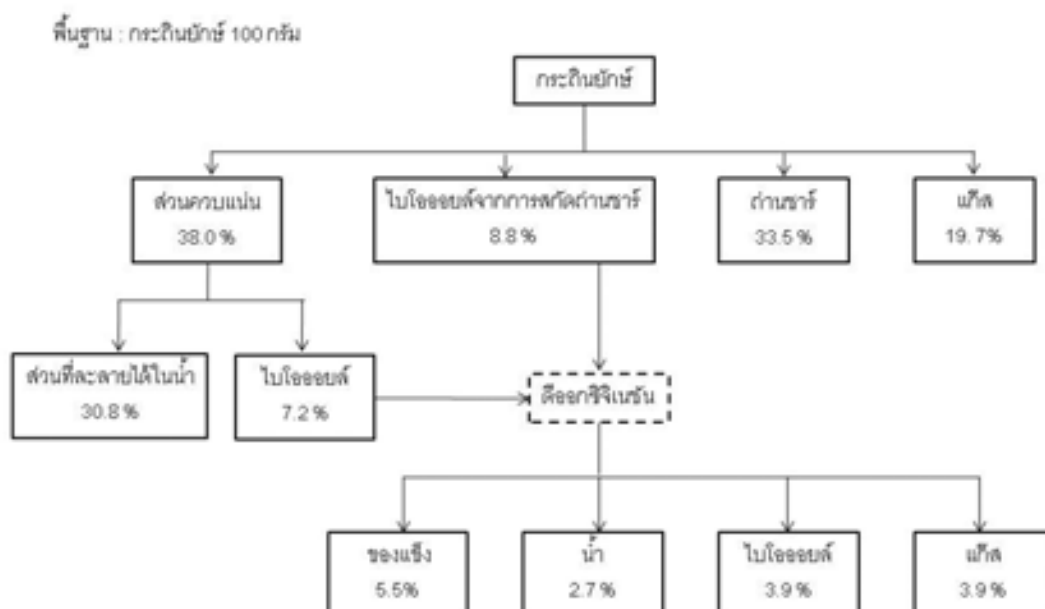 พื้นฐาน : กระถินยักษ์ 100 กรัม
กระถินยักษ์
ส่วนควบแน่น
38.0 %
ไบโอออยล์จากการสกัดถ่านชาร์
8.8 %
ถ่านชาร์
33.5 %
แก๊ส
19.7%
ส่วนที่ละลายได้ในน้ำ
30.8 %
ไบโอออยล์
7.2 %
ดีออกซิจิเนชัน
ของแข็ง
5.5%
น้ำ
2.7 %
ไบโอออยล์
3.9 %
แก๊ส
3.9 %